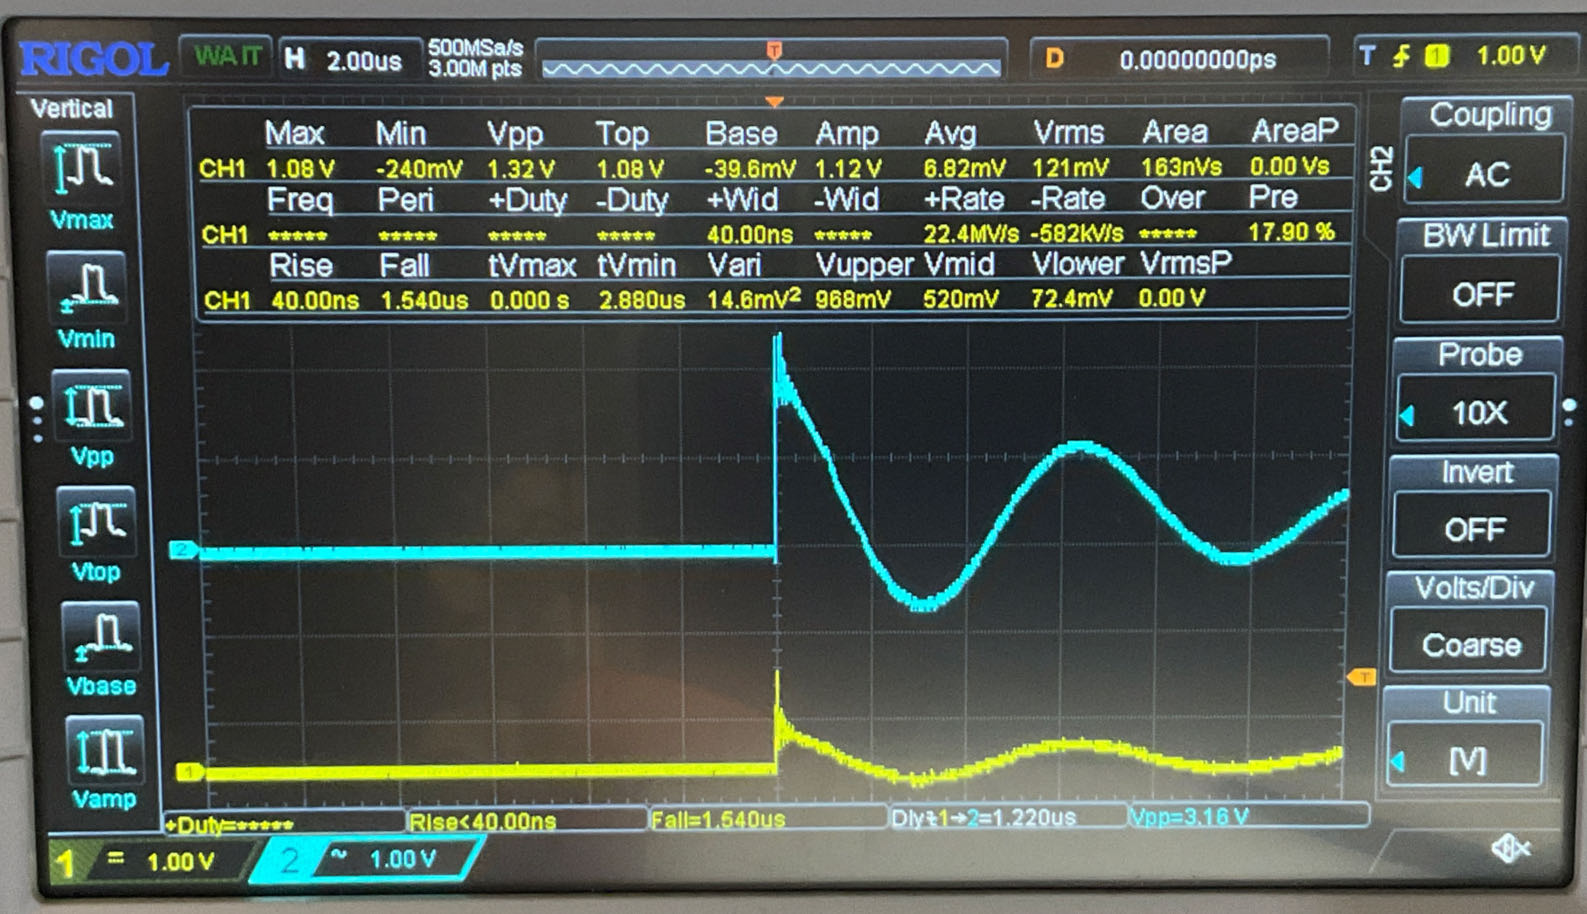 RIGOL WAIT H 2.00us 500MSa/s 3.00M pts T D 0.00000000ps T 1 1.00 V
Vertical
Vmax
Vmin
Vpp
Vtop
Vbase
Vamp
Max Min Vpp Top Base Amp Avg Vrms Area AreaP
CH1 1.08 V -240mV 1.32 V 1.08 V -39.6mV 1.12 V 6.82mV 121mV 163nVs 0.00 Vs
Freq Peri +Duty -Duty +Wid -Wid +Rate -Rate Over Pre
CH1 ***** ***** ***** ***** 40.00ns ***** 22.4MV/s -582kV/s ***** 17.90 %
Rise Fall tVmax tVmin Vari Vupper Vmid Vlower VrmsP
CH1 40.00ns 1.540us 0.000 s 2.880us 14.6mV² 968mV 520mV 72.4mV 0.00 V
2
T
1
+Duty=***** Rise<40.00ns Fall=1.540us Dly1→2=1.220us Vpp=3.16 V
1 = 1.00 V 2 ~ 1.00 V
CH2
Coupling
AC
BW Limit
OFF
Probe
10X
Invert
OFF
Volts/Div
Coarse
Unit
[V]